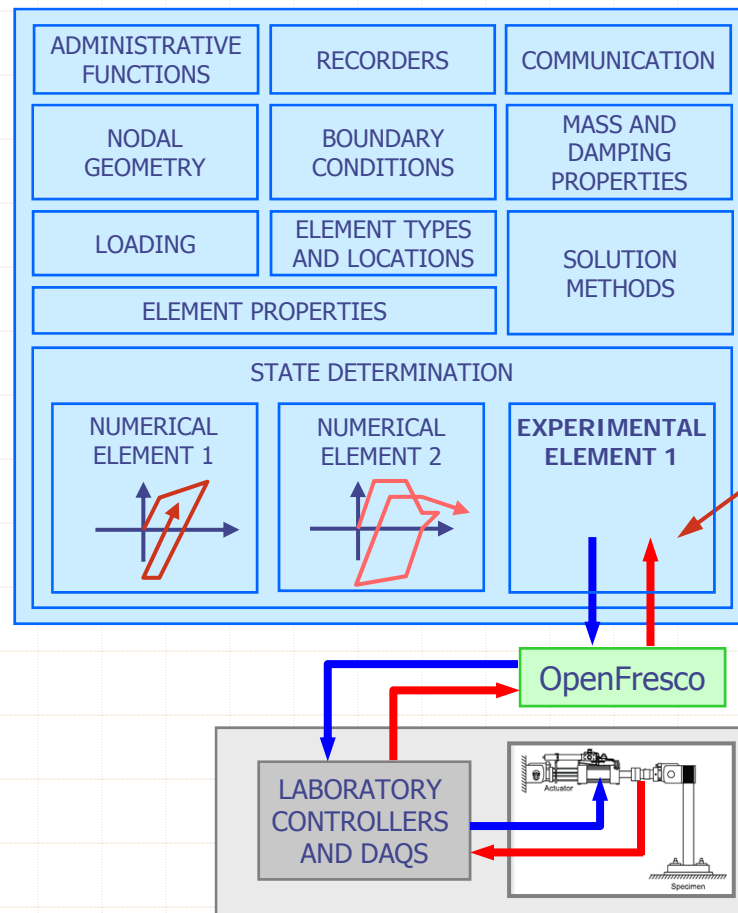 ADMINISTRATIVE
FUNCTIONS
RECORDERS
COMMUNICATION
NODAL
GEOMETRY
BOUNDARY
CONDITIONS
MASS AND
DAMPING
PROPERTIES
LOADING
ELEMENT TYPES
AND LOCATIONS
SOLUTION
METHODS
ELEMENT PROPERTIES
STATE DETERMINATION
NUMERICAL
ELEMENT 1
NUMERICAL
ELEMENT 2
EXPERIMENTAL
ELEMENT 1
OpenFresco
LABORATORY
CONTROLLERS
AND DAQS
Actuator
Specimen